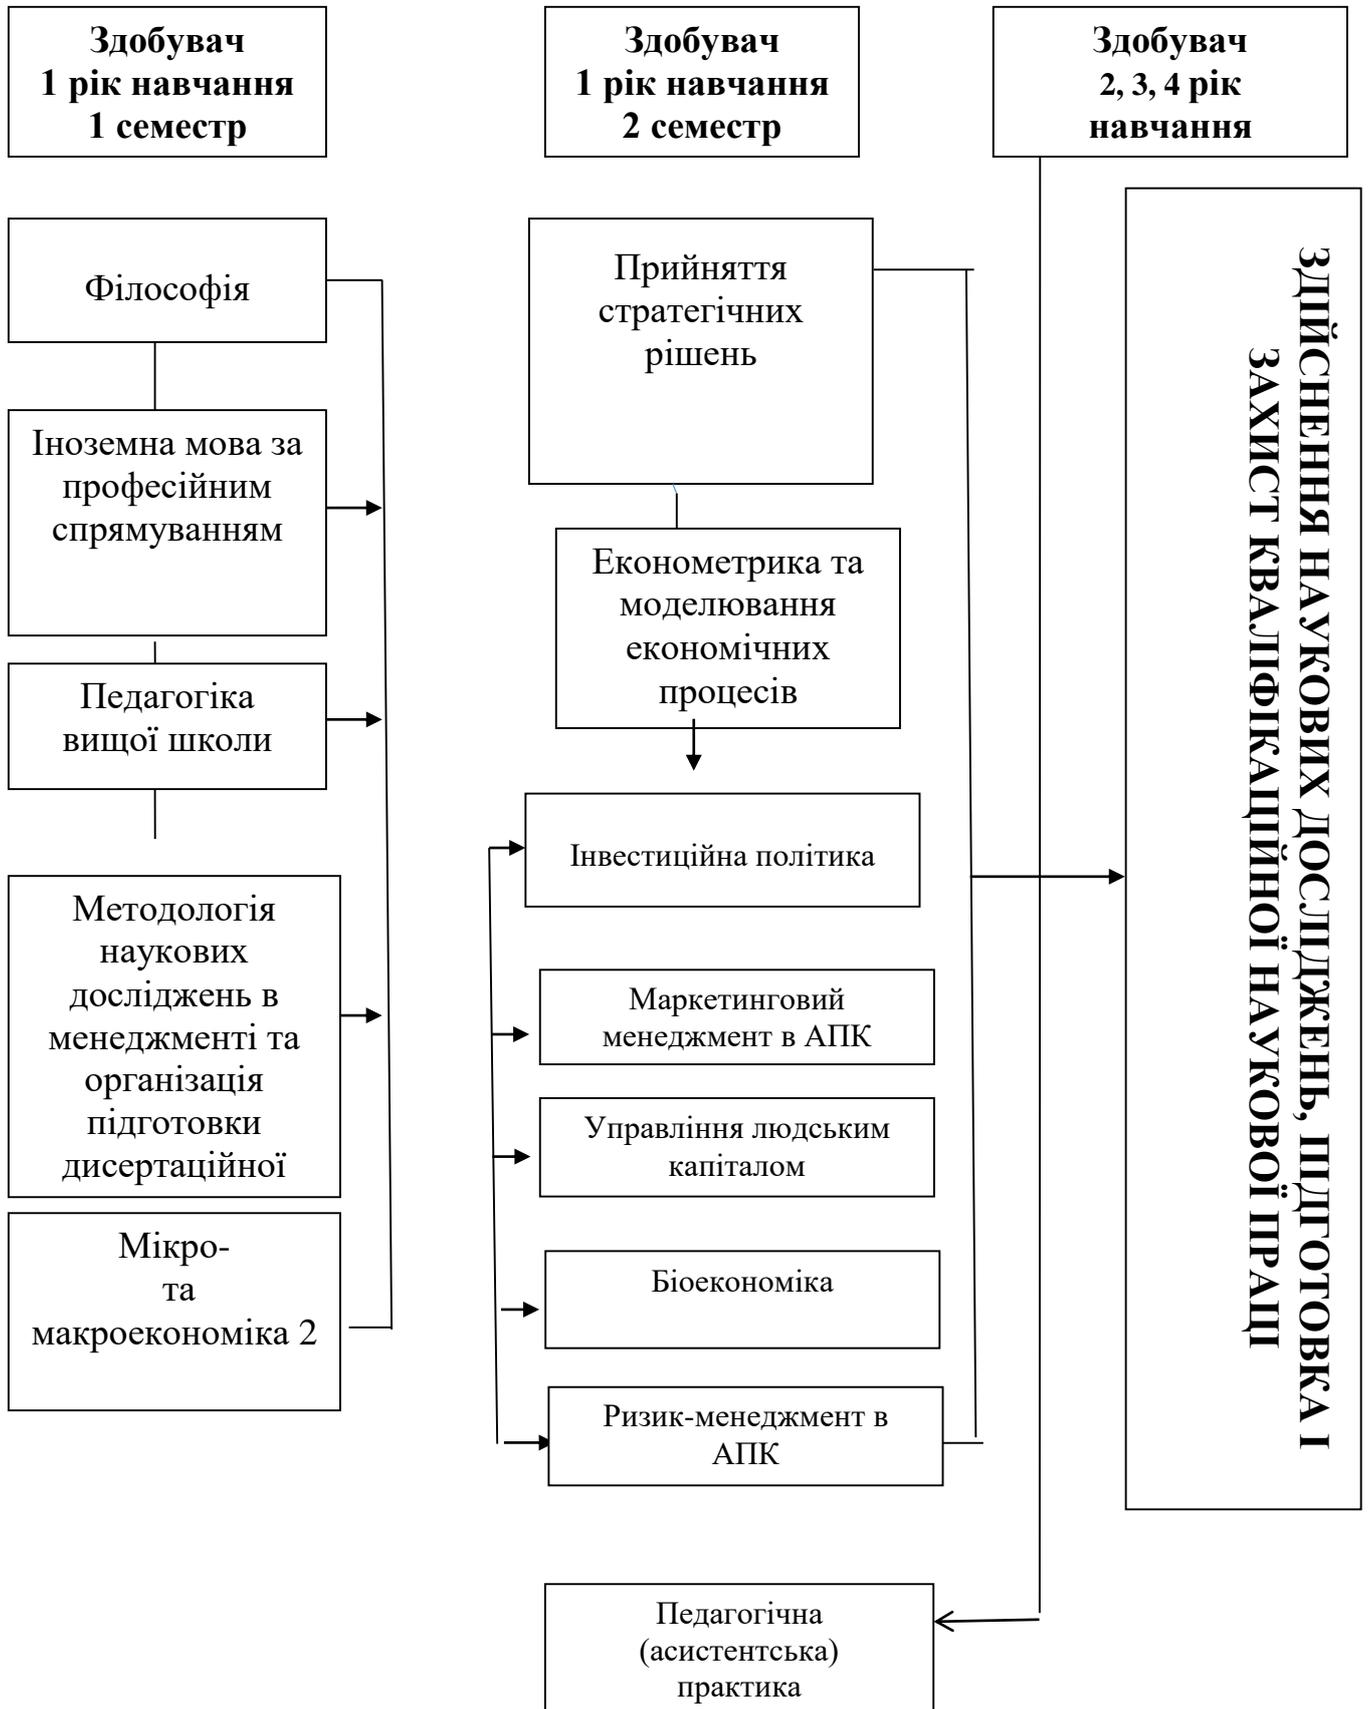 Здобувач
1 рік навчання
1 семестр
Здобувач
1 рік навчання
2 семестр
Здобувач
2, 3, 4 рік
навчання
Філософія
Іноземна мова за
професійним
спрямуванням
Педагогіка
вищої школи
Методологія
наукових
досліджень в
менеджменті та
організація
підготовки
дисертаційної
Мікро-
та
макроекономіка 2
Прийняття
стратегічних
рішень
Економетрика та
моделювання
економічних
процесів
Інвестиційна політика
Маркетинговий
менеджмент в АПК
Управління людським
капіталом
Біоекономіка
Ризик-менеджмент в
АПК
Педагогічна
(асистентська)
практика
ЗДІЙСНЕННЯ НАУКОВИХ ДОСЛІДЖЕНЬ, ПІДГОТОВКА І
ЗАХИСТ КВАЛІФІКАЦІЙНОЇ НАУКОВОЇ ПРАЦІ